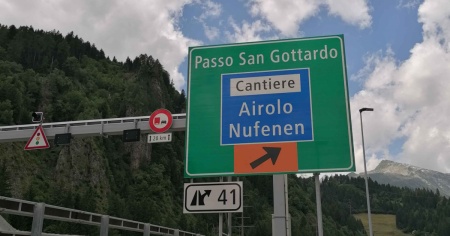 Passo San Gottardo
Cantiere
Airolo
Nufenen
41